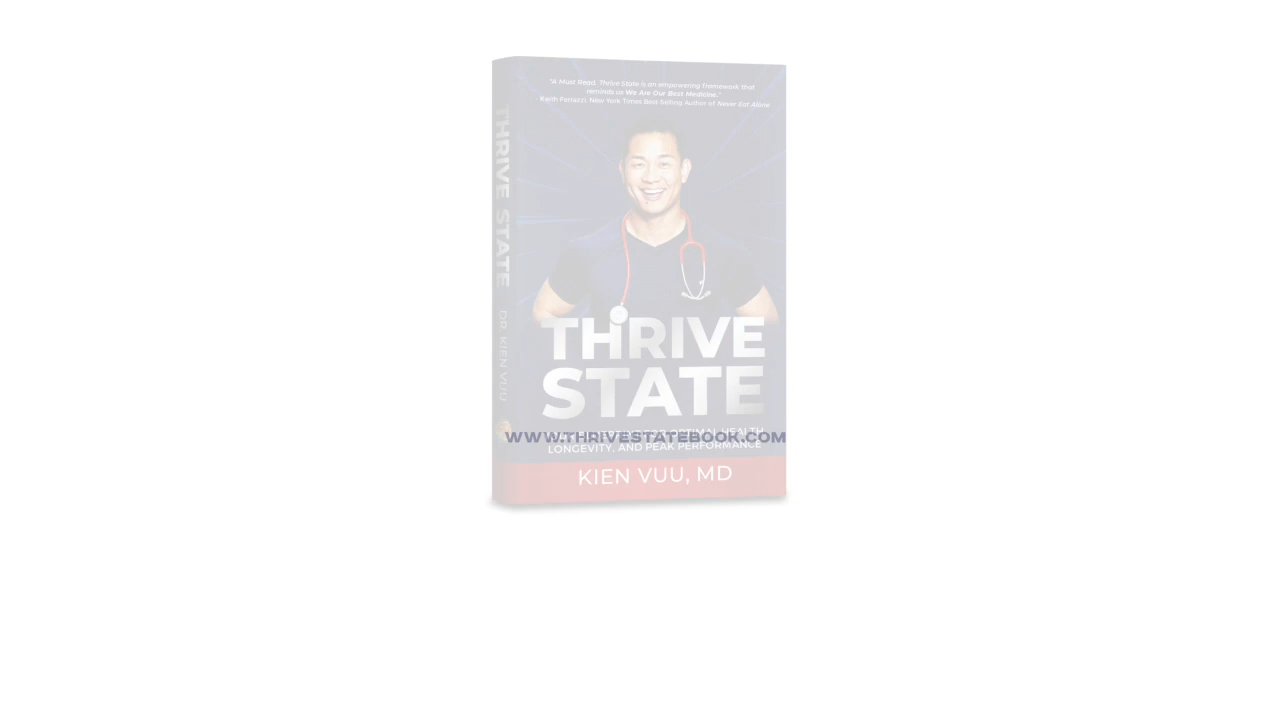 "A Must Read. Thrive State is an empowering framework that
reminds us We Are Our Best Medicine."
Keith Ferrazzi, New York Times Best Selling Author of Never Eat Alone
THRIVE STATE
DR. KIEN VUU
THRIVE
STATE
OPTIMAL HEALTH
WWW.THRIVESTATEBOOK.COM
LONGEVITY, AND PEAK PERFORMANCE
KIEN VUU, MD